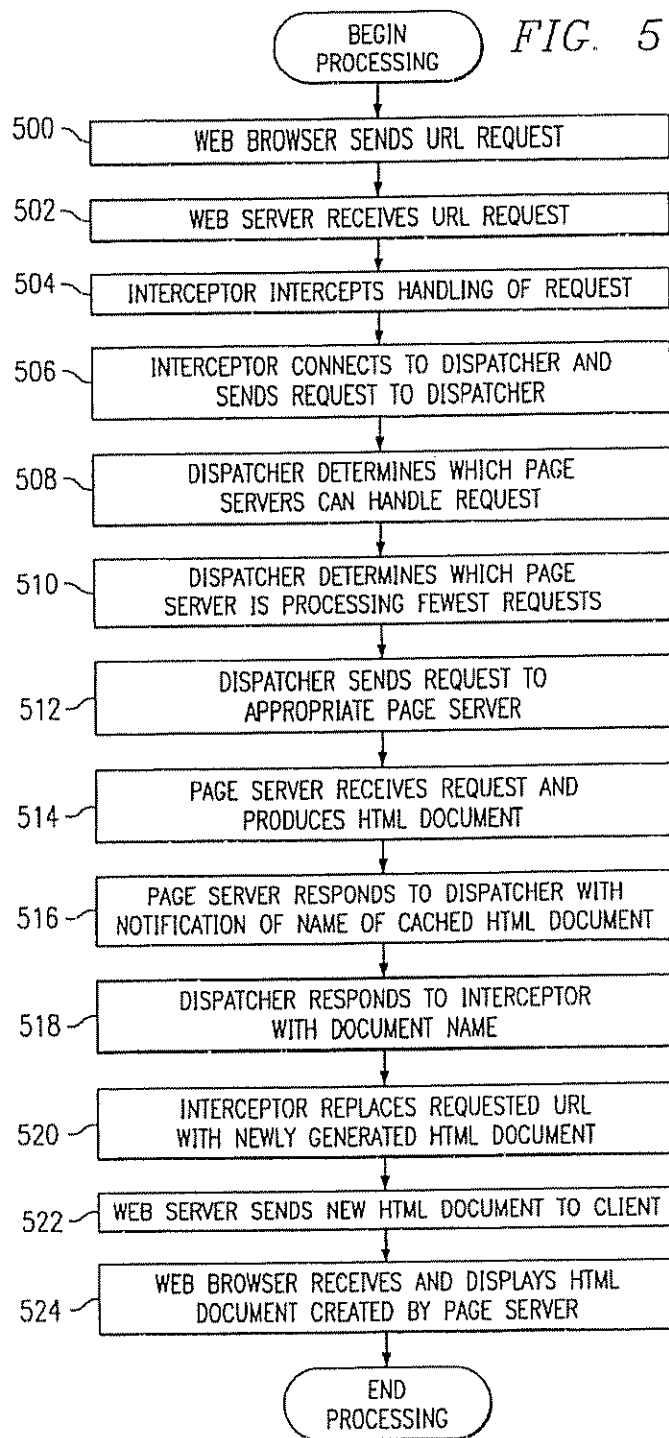 BEGIN
PROCESSING
FIG. 5
500
WEB BROWSER SENDS URL REQUEST
502
WEB SERVER RECEIVES URL REQUEST
504
INTERCEPTOR INTERCEPTS HANDLING OF REQUEST
506
INTERCEPTOR CONNECTS TO DISPATCHER AND
SENDS REQUEST TO DISPATCHER
508
DISPATCHER DETERMINES WHICH PAGE
SERVERS CAN HANDLE REQUEST
510
DISPATCHER DETERMINES WHICH PAGE
SERVER IS PROCESSING FEWEST REQUESTS
512
DISPATCHER SENDS REQUEST TO
APPROPRIATE PAGE SERVER
514
PAGE SERVER RECEIVES REQUEST AND
PRODUCES HTML DOCUMENT
516
PAGE SERVER RESPONDS TO DISPATCHER WITH
NOTIFICATION OF NAME OF CACHED HTML DOCUMENT
518
DISPATCHER RESPONDS TO INTERCEPTOR
WITH DOCUMENT NAME
520
INTERCEPTOR REPLACES REQUESTED URL
WITH NEWLY GENERATED HTML DOCUMENT
522
WEB SERVER SENDS NEW HTML DOCUMENT TO CLIENT
524
WEB BROWSER RECEIVES AND DISPLAYS HTML
DOCUMENT CREATED BY PAGE SERVER
END
PROCESSING